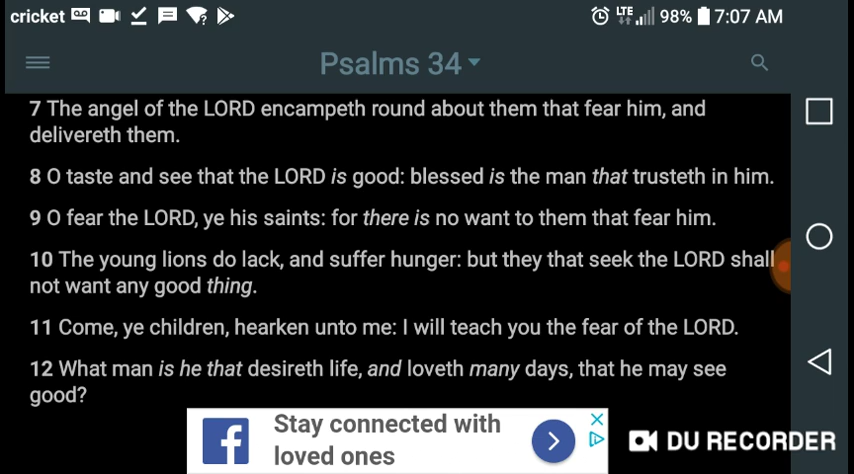 cricket 98% 7:07 AM
LTE
Psalms 34
7 The angel of the LORD encampeth round about them that fear him, and
delivereth them.
8 O taste and see that the LORD is good: blessed is the man that trusteth in him.
9 O fear the LORD, ye his saints: for there is no want to them that fear him.
10 The young lions do lack, and suffer hunger: but they that seek the LORD shall
not want any good thing.
11 Come, ye children, hearken unto me: I will teach you the fear of the LORD.
12 What man is he that desireth life, and loveth many days, that he may see
good?
f
Stay connected with
loved ones
DU RECORDER